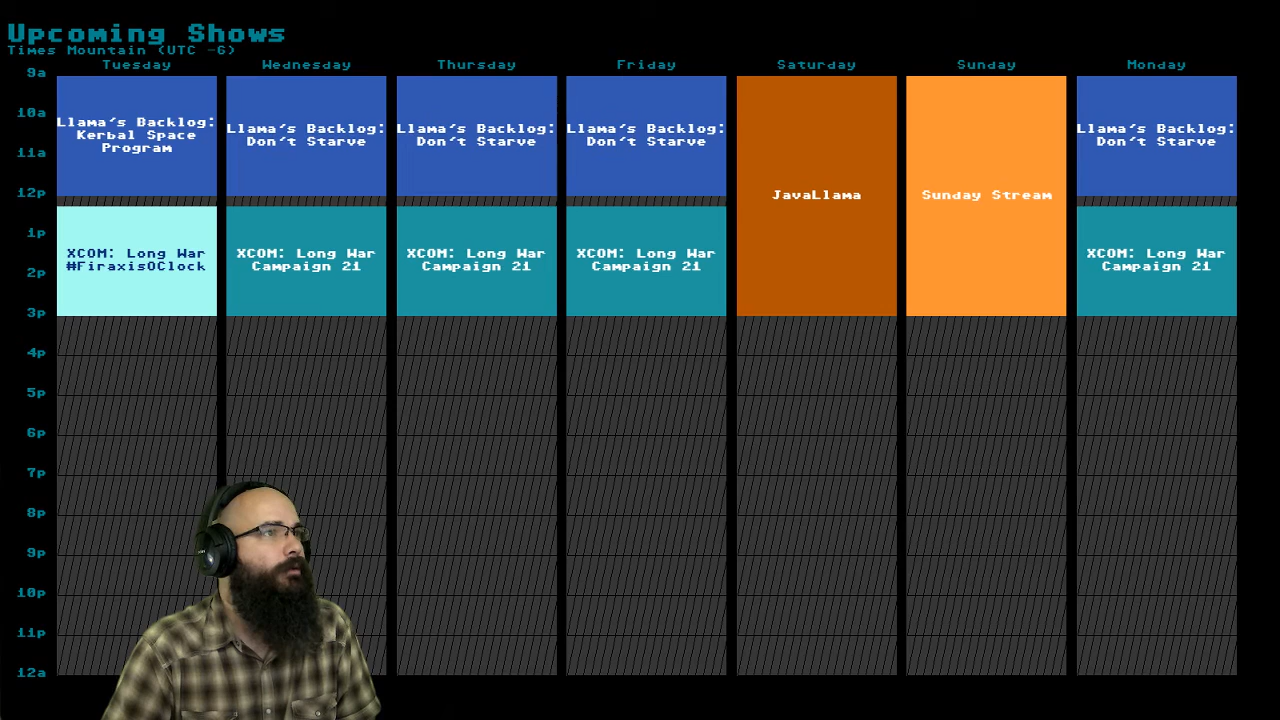 Upcoming Shows
Times Mountain (UTC -6)
Tuesday
Wednesday
Thursday
Friday
Saturday
Sunday
Monday
9a
10a
11a
12p
1p
2p
3p
4p
5p
6p
7p
8p
9p
10p
11p
12a
Llama's Backlog:
Kerbal Space
Program
Llama's Backlog:
Don't Starve
Llama's Backlog:
Don't Starve
Llama's Backlog:
Don't Starve
JavaLlama
Sunday Stream
Llama's Backlog:
Don't Starve
XCOM: Long War
#FiraxisOClock
XCOM: Long War
Campaign 21
XCOM: Long War
Campaign 21
XCOM: Long War
Campaign 21
XCOM: Long War
Campaign 21